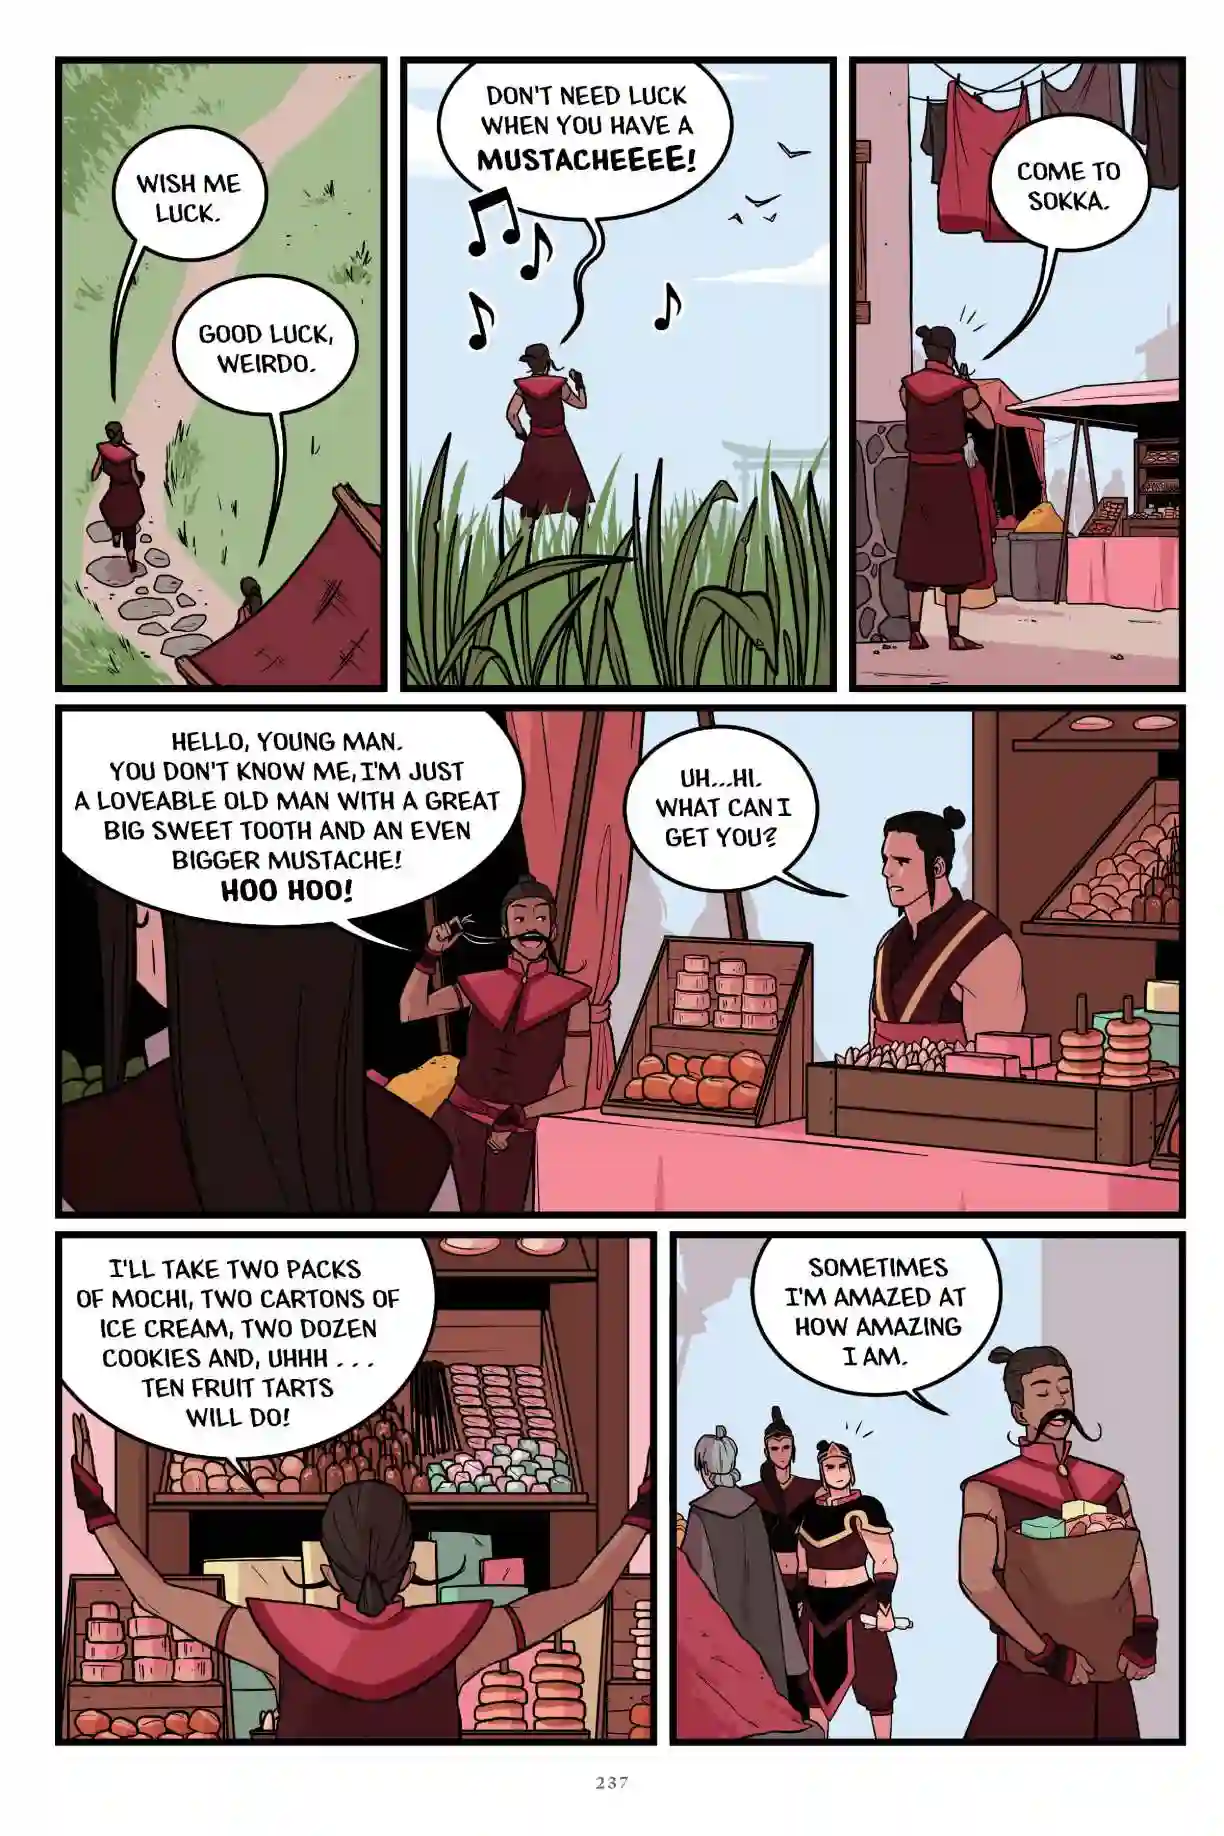 WISH ME
LUCK.
GOOD LUCK,
WEIRDO.
DON'T NEED LUCK
WHEN YOU HAVE A
MUSTACHEEEE!
COME TO
SOKKA.
HELLO, YOUNG MAN.
YOU DON'T KNOW ME, I'M JUST
A LOVEABLE OLD MAN WITH A GREAT
BIG SWEET TOOTH AND AN EVEN
BIGGER MUSTACHE!
HOO HOO!
UH...HI.
WHAT CAN I
GET YOU?
I'LL TAKE TWO PACKS
OF MOCHI, TWO CARTONS OF
ICE CREAM, TWO DOZEN
COOKIES AND, UHHH . . .
TEN FRUIT TARTS
WILL DO!
SOMETIMES
I'M AMAZED AT
HOW AMAZING
I AM.
237